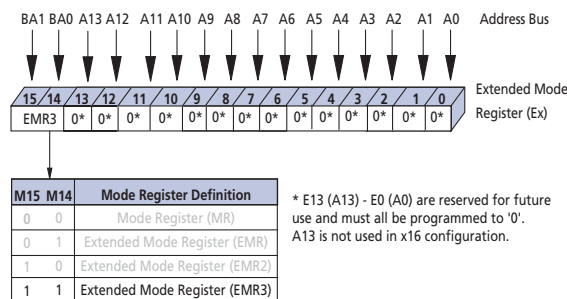 BA1 BA0 A13 A12 A11 A10 A9 A8 A7 A6 A5 A4 A3 A2 A1 A0 Address Bus
15 14 13 12 11 10 9 8 7 6 5 4 3 2 1 0 Extended Mode
EMR3 0* 0* 0* 0* 0* 0* 0* 0* 0* 0* 0* 0* 0* 0* Register (Ex)
M15 M14 Mode Register Definition
0 0 Mode Register (MR)
0 1 Extended Mode Register (EMR)
1 0 Extended Mode Register (EMR2)
1 1 Extended Mode Register (EMR3)
* E13 (A13) - E0 (A0) are reserved for future
use and must all be programmed to '0'.
A13 is not used in x16 configuration.